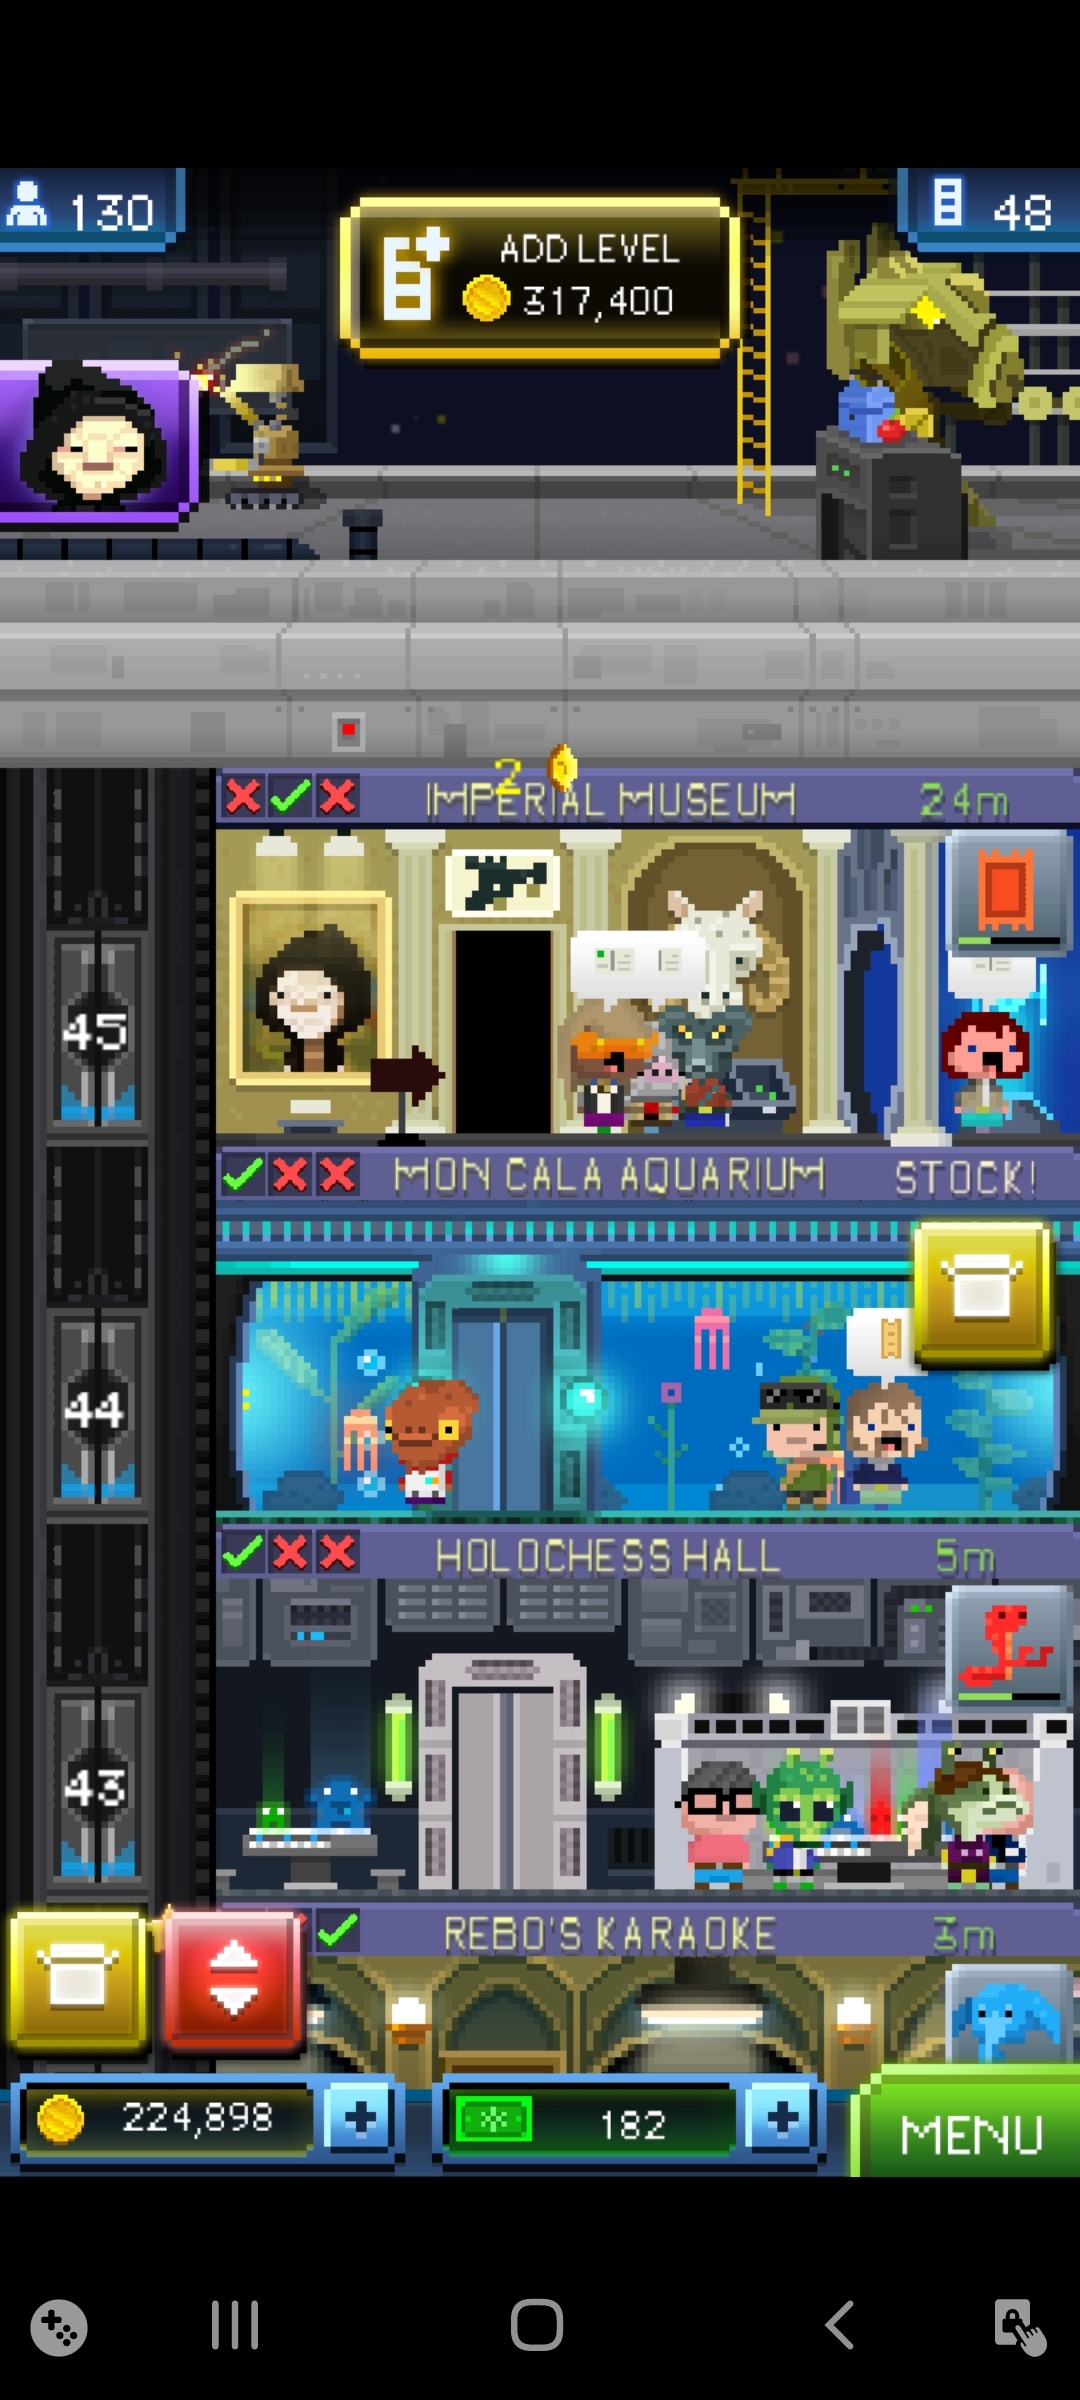 130
ADD LEVEL
317,400
48
2
IMPERIAL MUSEUM
24m
45
MON CALA AQUARIUM
STOCK!
44
HOLOCHESS HALL
5m
43
REBO'S KARAOKE
3m
224,898
182
MENU